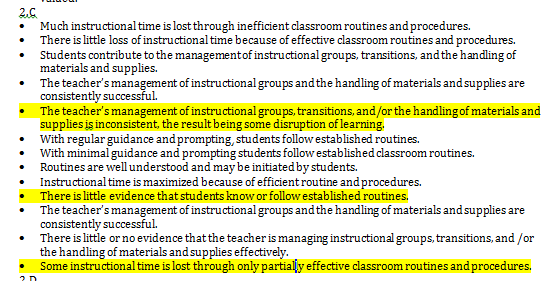 2.C
• Much instructional time is lost through inefficient classroom routines and procedures.
• There is little loss of instructional time because of effective classroom routines and procedures.
• Students contribute to the management of instructional groups, transitions, and the handling of
materials and supplies.
• The teacher's management of instructional groups and the handling of materials and supplies are
consistently successful.
• The teacher's management of instructional groups, transitions, and/or the handling of materials and
supplies is inconsistent, the result being some disruption of learning.
• With regular guidance and prompting, students follow established routines.
• With minimal guidance and prompting students follow established classroom routines.
• Routines are well understood and may be initiated by students.
• Instructional time is maximized because of efficient routine and procedures.
• There is little evidence that students know or follow established routines.
• The teacher's management of instructional groups and the handling of materials and supplies are
consistently successful.
• There is little or no evidence that the teacher is managing instructional groups, transitions, and /or
the handling of materials and supplies effectively.
• Some instructional time is lost through only partially effective classroom routines and procedures.